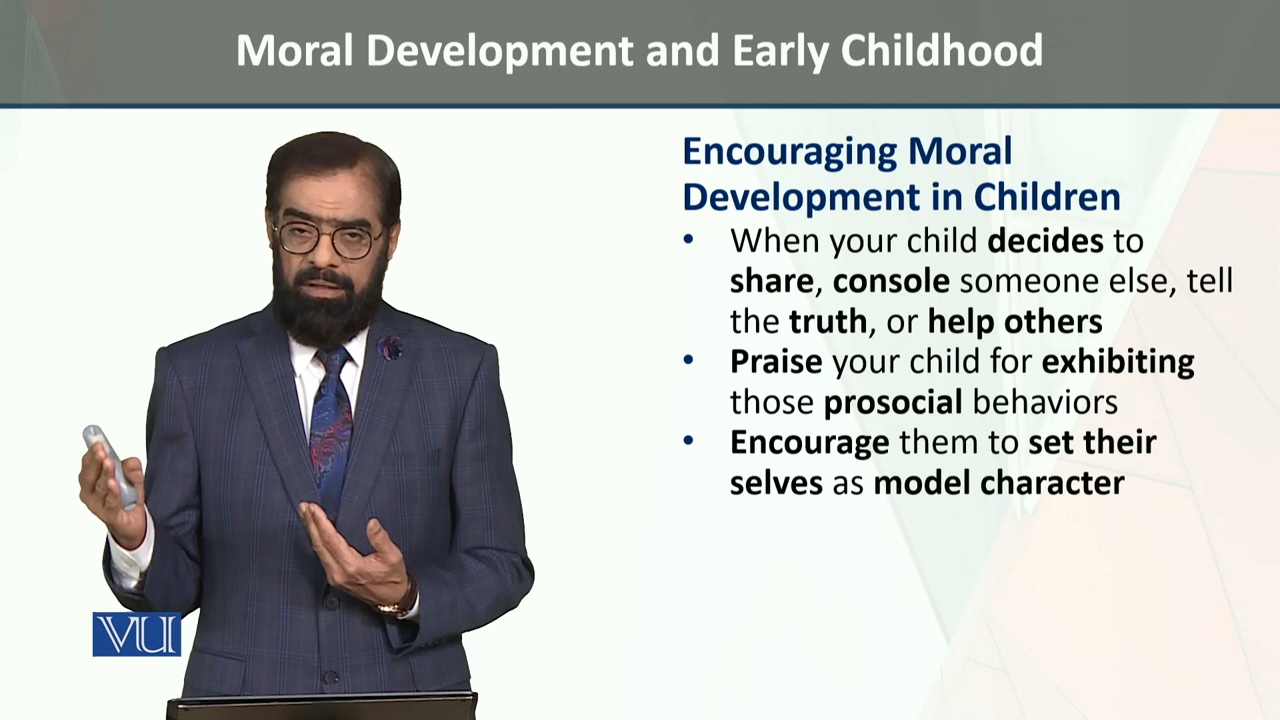 Moral Development and Early Childhood
Encouraging Moral
Development in Children
• When your child decides to
share, console someone else, tell
the truth, or help others
• Praise your child for exhibiting
those prosocial behaviors
• Encourage them to set their
selves as model character
VU